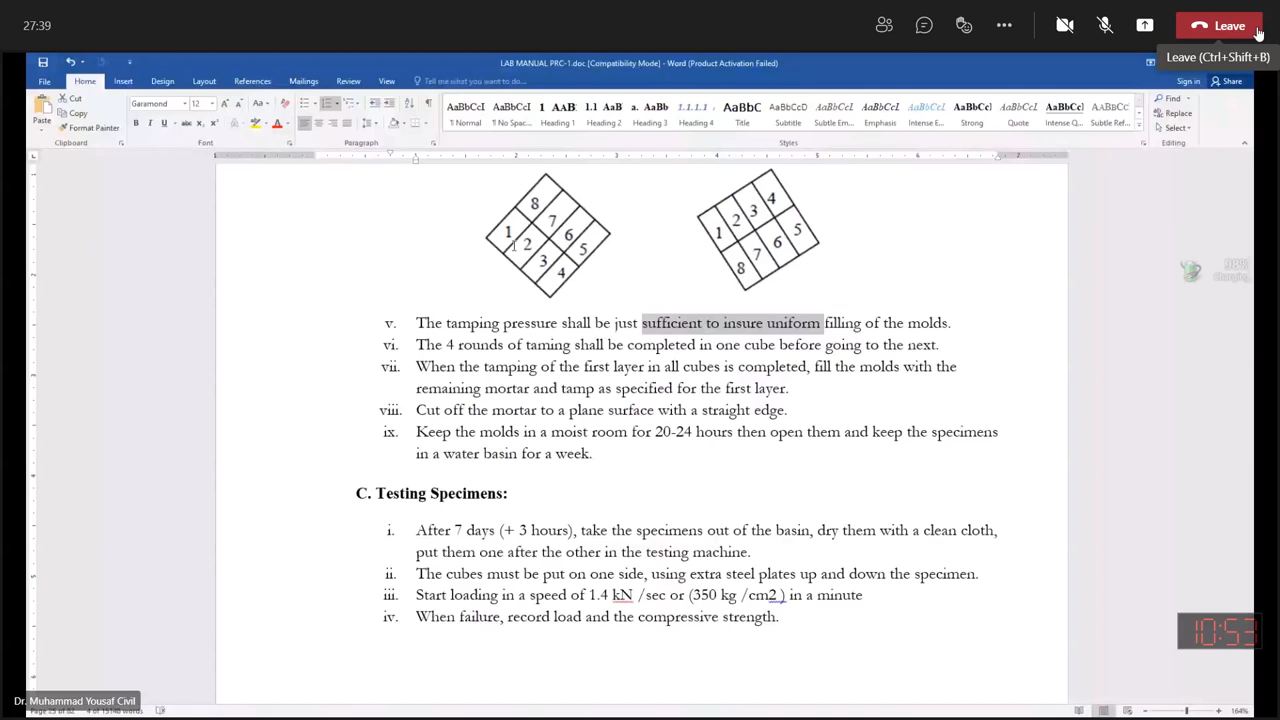 27:39
Leave
Leave (Ctrl+Shift+B)
LAB MANUAL PRC-1.doc [Compatibility Mode] - Word (Product Activation Failed)
File Home Insert Design Layout References Mailings Review View Help Tell me what you want to do Sign in Share
Paste
Cut
Copy
Format Painter
Garamond 12
AaBbCcI AaBbCcI 1 AAB: 1.1 AaB a. AaBb 1.1.1.1 AaBbC AaBbCcD AaBbCcD AaBbCcD AaBbCcD AaBbCc AaBbCcD AaBbCc AaBbC
¶ Normal ¶ No Spac... Heading 1 Heading 2 Heading 3 Heading 4 Title Subtitle Subtle Em... Emphasis Intense E... Strong Quote Intense Q... Subtle Ref...
Find
Replace
Select
Clipboard Font Paragraph Styles Editing
8
1 7
2 6
3 5
4
1 2 3 4
8 7 6 5
98%
Charging
v. The tamping pressure shall be just sufficient to insure uniform filling of the molds.
vi. The 4 rounds of taming shall be completed in one cube before going to the next.
vii. When the tamping of the first layer in all cubes is completed, fill the molds with the
remaining mortar and tamp as specified for the first layer.
viii. Cut off the mortar to a plane surface with a straight edge.
ix. Keep the molds in a moist room for 20-24 hours then open them and keep the specimens
in a water basin for a week.
C. Testing Specimens:
i. After 7 days (+ 3 hours), take the specimens out of the basin, dry them with a clean cloth,
put them one after the other in the testing machine.
ii. The cubes must be put on one side, using extra steel plates up and down the specimen.
iii. Start loading in a speed of 1.4 kN /sec or (350 kg /cm2 ) in a minute
iv. When failure, record load and the compressive strength.
10:53
Dr. Muhammad Yousaf Civil
164%